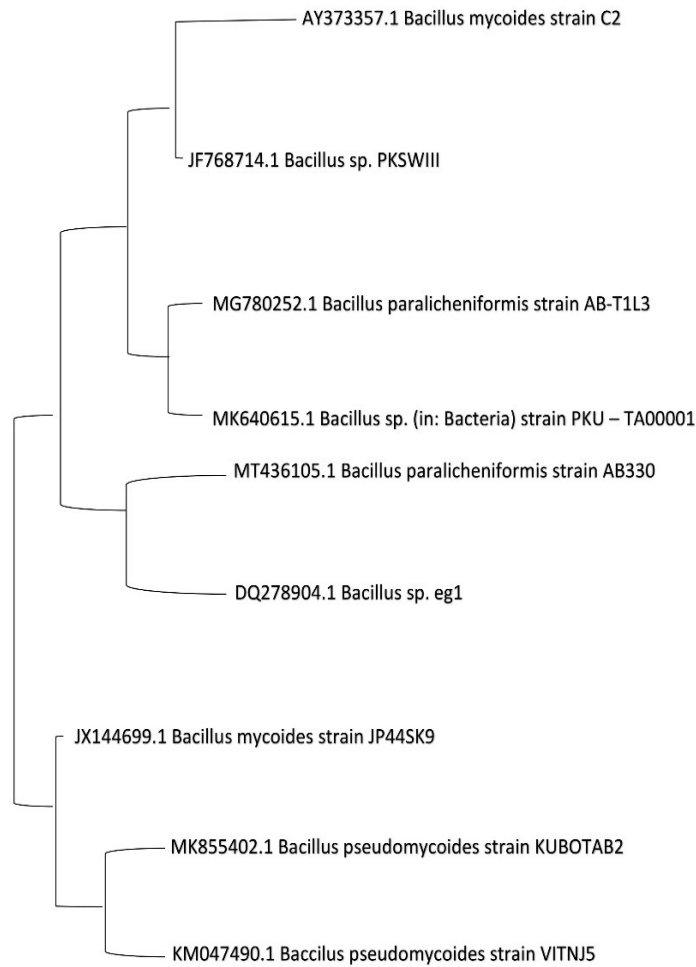 AY373357.1 Bacillus mycoides strain C2
JF768714.1 Bacillus sp. PKSWIII
MG780252.1 Bacillus paralicheniformis strain AB-T1L3
MK640615.1 Bacillus sp. (in: Bacteria) strain PKU – TA00001
MT436105.1 Bacillus paralicheniformis strain AB330
DQ278904.1 Bacillus sp. eg1
JX144699.1 Bacillus mycoides strain JP44SK9
MK855402.1 Bacillus pseudomycoides strain KUBOTAB2
KM047490.1 Baccilus pseudomycoides strain VITNJ5